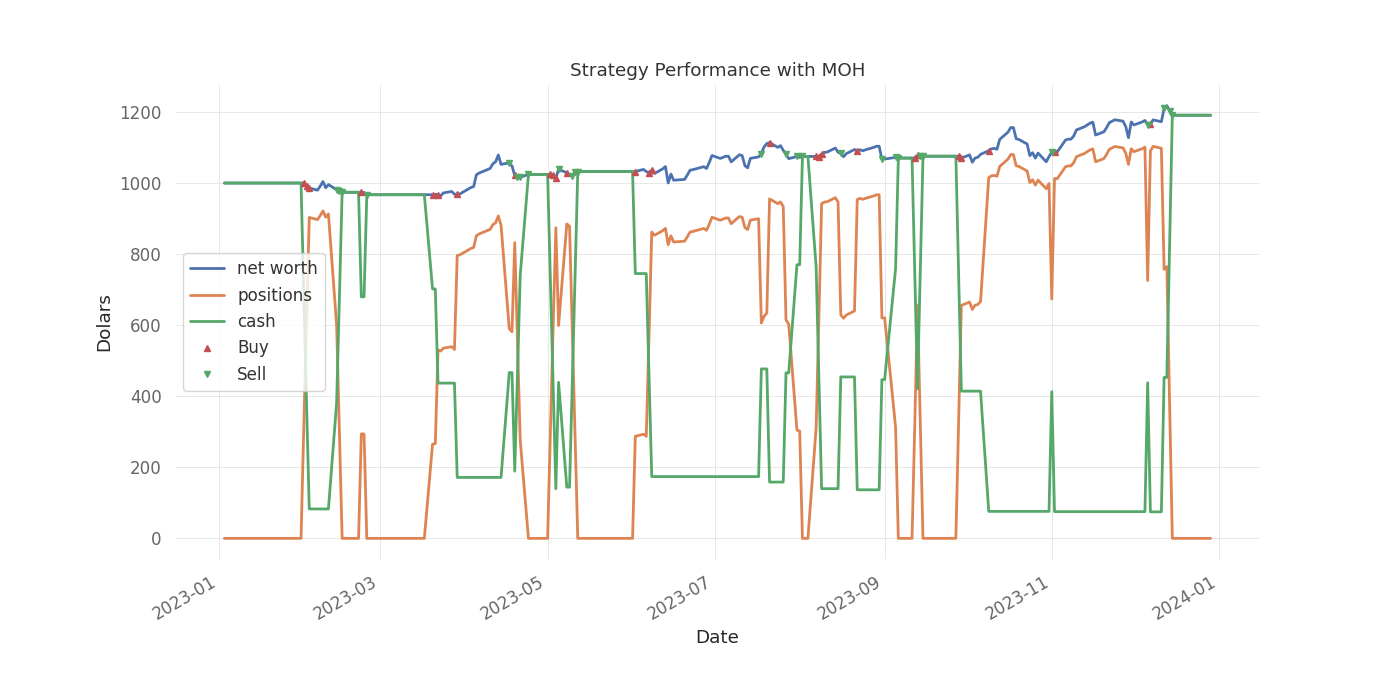 Strategy Performance with MOH
Dolars
1200
1000
800
600
400
200
0
net worth
positions
cash
Buy
Sell
2023-01
2023-03
2023-05
2023-07
2023-09
2023-11
2024-01
Date